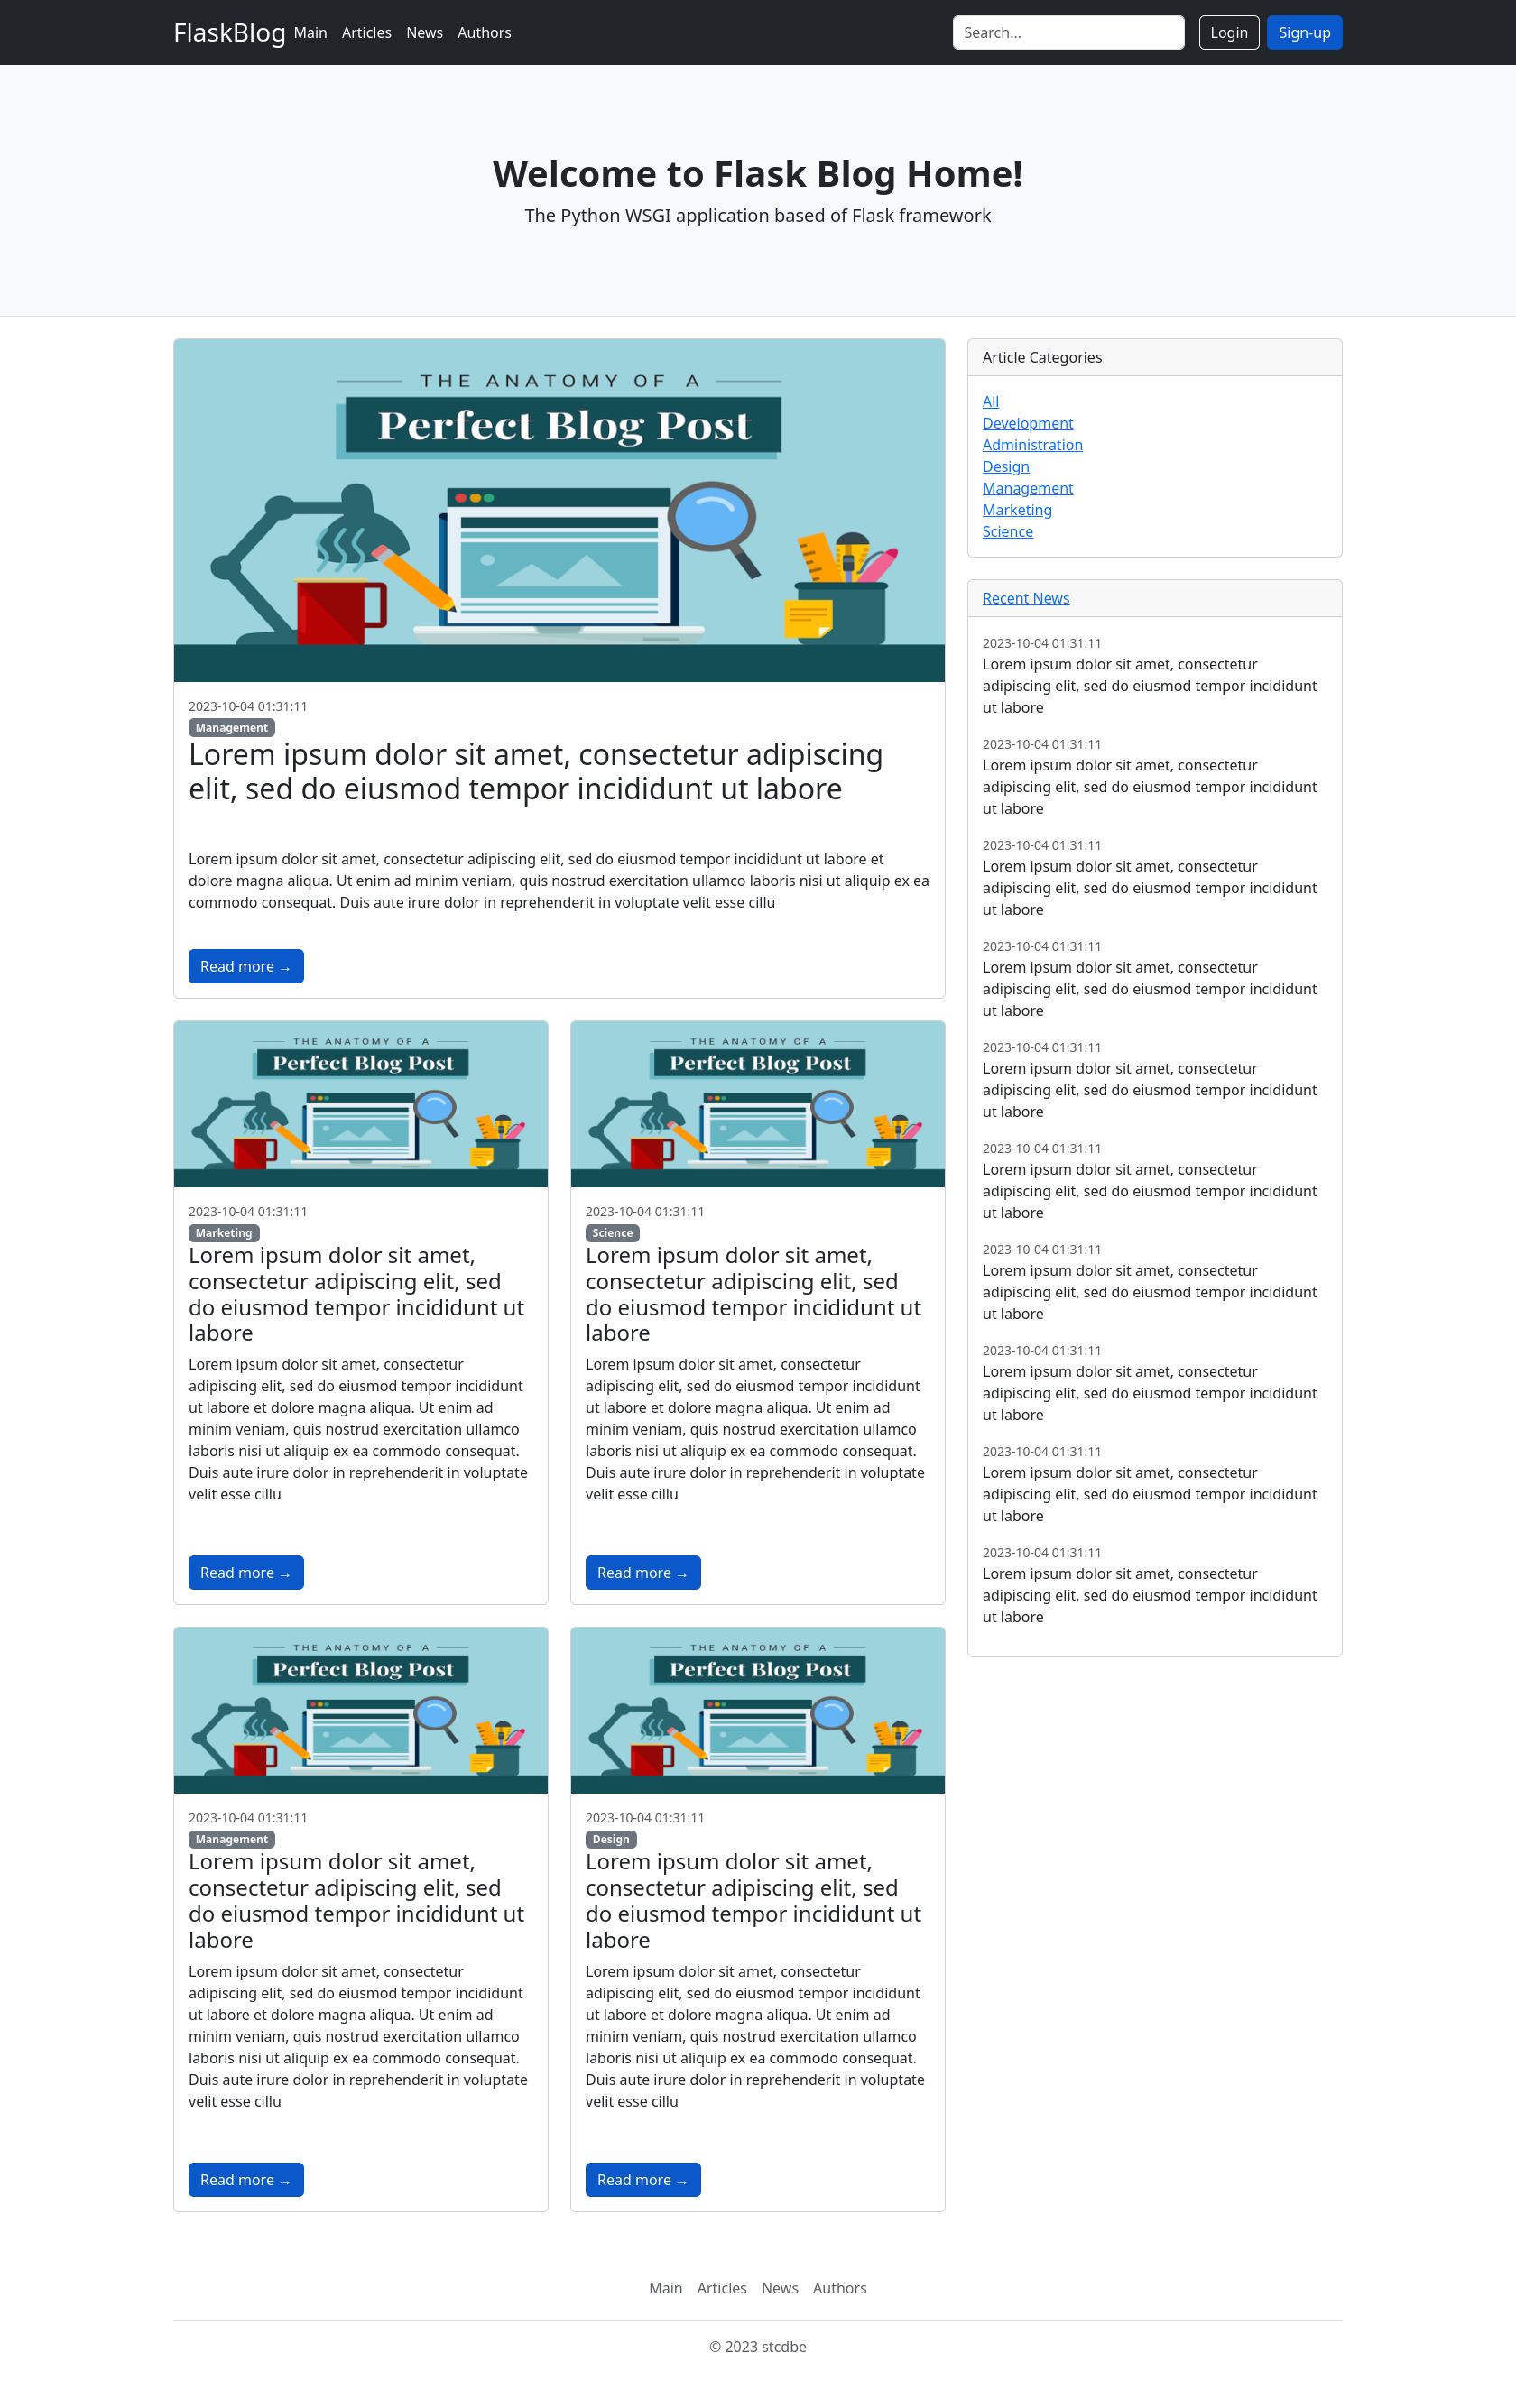 FlaskBlog Main Articles News Authors Search... Login Sign-up
Welcome to Flask Blog Home!
The Python WSGI application based of Flask framework
THE ANATOMY OF A
Perfect Blog Post
2023-10-04 01:31:11
Management
Lorem ipsum dolor sit amet, consectetur adipiscing
elit, sed do eiusmod tempor incididunt ut labore
Lorem ipsum dolor sit amet, consectetur adipiscing elit, sed do eiusmod tempor incididunt ut labore et
dolore magna aliqua. Ut enim ad minim veniam, quis nostrud exercitation ullamco laboris nisi ut aliquip ex ea
commodo consequat. Duis aute irure dolor in reprehenderit in voluptate velit esse cillu
Read more →
THE ANATOMY OF A
Perfect Blog Post
2023-10-04 01:31:11
Marketing
Lorem ipsum dolor sit amet,
consectetur adipiscing elit, sed
do eiusmod tempor incididunt ut
labore
Lorem ipsum dolor sit amet, consectetur
adipiscing elit, sed do eiusmod tempor incididunt
ut labore et dolore magna aliqua. Ut enim ad
minim veniam, quis nostrud exercitation ullamco
laboris nisi ut aliquip ex ea commodo consequat.
Duis aute irure dolor in reprehenderit in voluptate
velit esse cillu
Read more →
THE ANATOMY OF A
Perfect Blog Post
2023-10-04 01:31:11
Science
Lorem ipsum dolor sit amet,
consectetur adipiscing elit, sed
do eiusmod tempor incididunt ut
labore
Lorem ipsum dolor sit amet, consectetur
adipiscing elit, sed do eiusmod tempor incididunt
ut labore et dolore magna aliqua. Ut enim ad
minim veniam, quis nostrud exercitation ullamco
laboris nisi ut aliquip ex ea commodo consequat.
Duis aute irure dolor in reprehenderit in voluptate
velit esse cillu
Read more →
THE ANATOMY OF A
Perfect Blog Post
2023-10-04 01:31:11
Management
Lorem ipsum dolor sit amet,
consectetur adipiscing elit, sed
do eiusmod tempor incididunt ut
labore
Lorem ipsum dolor sit amet, consectetur
adipiscing elit, sed do eiusmod tempor incididunt
ut labore et dolore magna aliqua. Ut enim ad
minim veniam, quis nostrud exercitation ullamco
laboris nisi ut aliquip ex ea commodo consequat.
Duis aute irure dolor in reprehenderit in voluptate
velit esse cillu
Read more →
THE ANATOMY OF A
Perfect Blog Post
2023-10-04 01:31:11
Design
Lorem ipsum dolor sit amet,
consectetur adipiscing elit, sed
do eiusmod tempor incididunt ut
labore
Lorem ipsum dolor sit amet, consectetur
adipiscing elit, sed do eiusmod tempor incididunt
ut labore et dolore magna aliqua. Ut enim ad
minim veniam, quis nostrud exercitation ullamco
laboris nisi ut aliquip ex ea commodo consequat.
Duis aute irure dolor in reprehenderit in voluptate
velit esse cillu
Read more →
Article Categories
All
Development
Administration
Design
Management
Marketing
Science
Recent News
2023-10-04 01:31:11
Lorem ipsum dolor sit amet, consectetur
adipiscing elit, sed do eiusmod tempor incididunt
ut labore
2023-10-04 01:31:11
Lorem ipsum dolor sit amet, consectetur
adipiscing elit, sed do eiusmod tempor incididunt
ut labore
2023-10-04 01:31:11
Lorem ipsum dolor sit amet, consectetur
adipiscing elit, sed do eiusmod tempor incididunt
ut labore
2023-10-04 01:31:11
Lorem ipsum dolor sit amet, consectetur
adipiscing elit, sed do eiusmod tempor incididunt
ut labore
2023-10-04 01:31:11
Lorem ipsum dolor sit amet, consectetur
adipiscing elit, sed do eiusmod tempor incididunt
ut labore
2023-10-04 01:31:11
Lorem ipsum dolor sit amet, consectetur
adipiscing elit, sed do eiusmod tempor incididunt
ut labore
2023-10-04 01:31:11
Lorem ipsum dolor sit amet, consectetur
adipiscing elit, sed do eiusmod tempor incididunt
ut labore
2023-10-04 01:31:11
Lorem ipsum dolor sit amet, consectetur
adipiscing elit, sed do eiusmod tempor incididunt
ut labore
2023-10-04 01:31:11
Lorem ipsum dolor sit amet, consectetur
adipiscing elit, sed do eiusmod tempor incididunt
ut labore
2023-10-04 01:31:11
Lorem ipsum dolor sit amet, consectetur
adipiscing elit, sed do eiusmod tempor incididunt
ut labore
Main Articles News Authors
© 2023 stcdbe